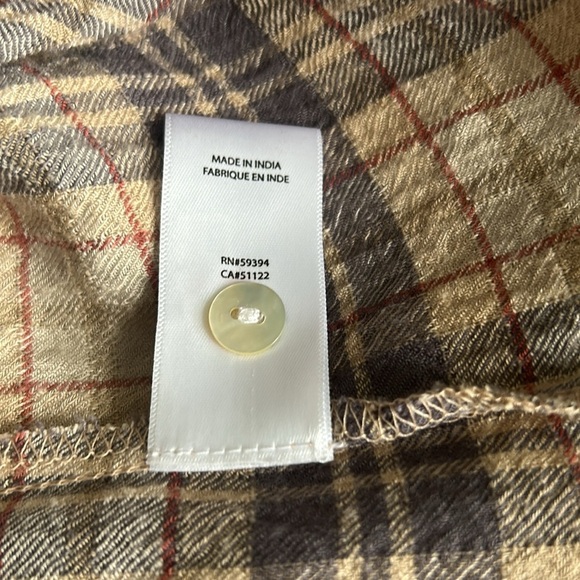 MADE IN INDIA
FABRIQUE EN INDE
RN#59394
CA#51122